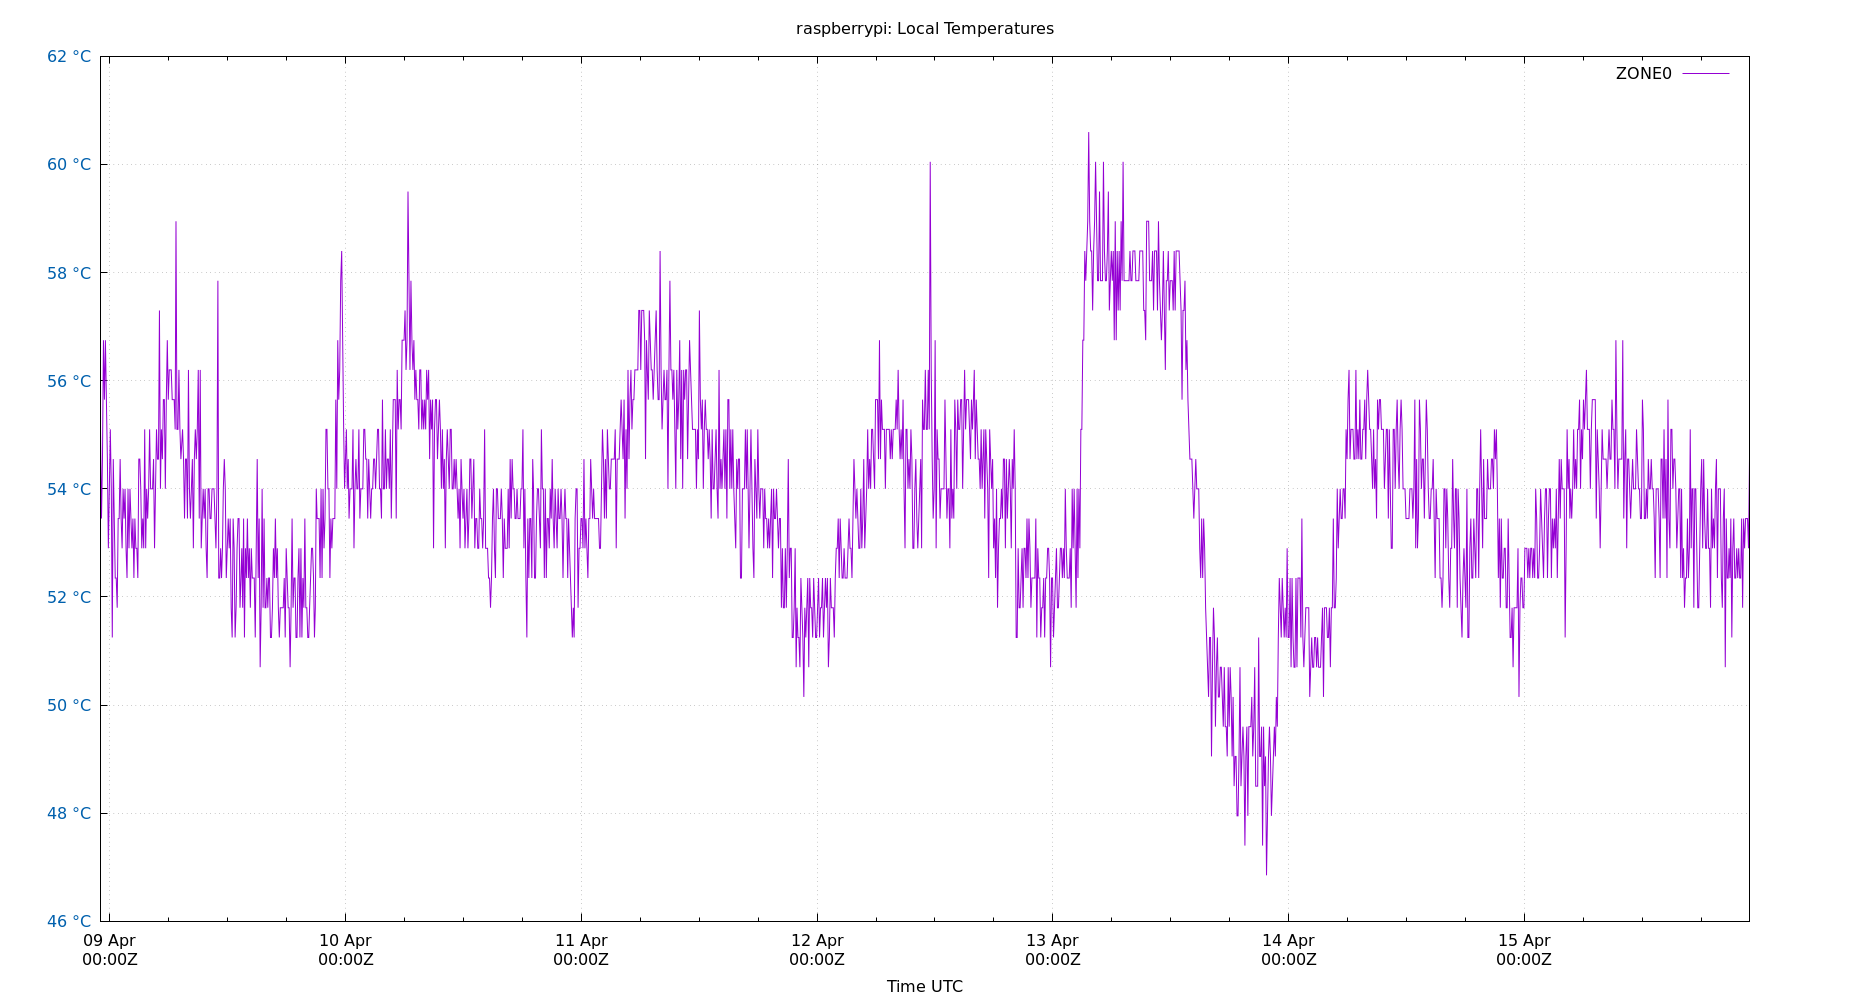 raspberrypi: Local Temperatures
ZONE0
62 °C
60 °C
58 °C
56 °C
54 °C
52 °C
50 °C
48 °C
46 °C
09 Apr 10 Apr 11 Apr 12 Apr 13 Apr 14 Apr 15 Apr
00:00Z 00:00Z 00:00Z 00:00Z 00:00Z 00:00Z 00:00Z
Time UTC